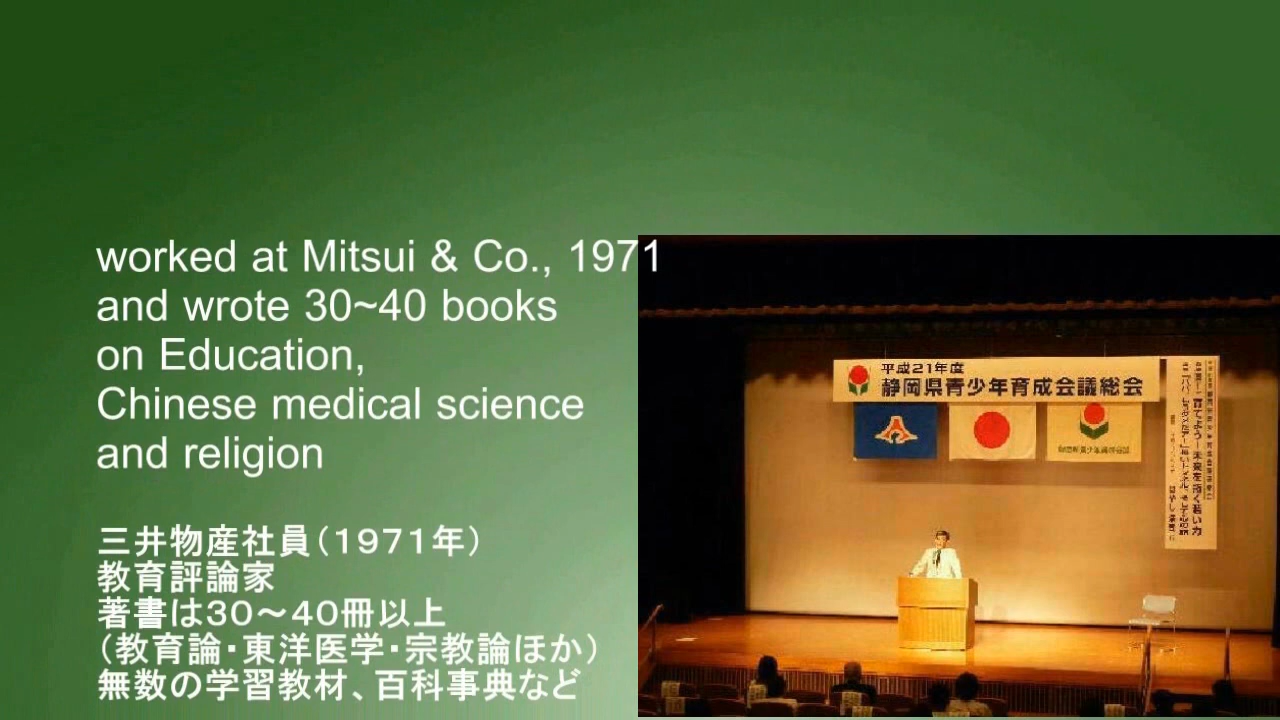 worked at Mitsui & Co., 1971
and wrote 30~40 books
on Education,
Chinese medical science
and religion
三井物産社員（１９７１年）
教育評論家
著書は３０～４０冊以上
（教育論・東洋医学・宗教論ほか）
無数の学習教材、百科事典など
平成21年度
静岡県青少年育成会議総会